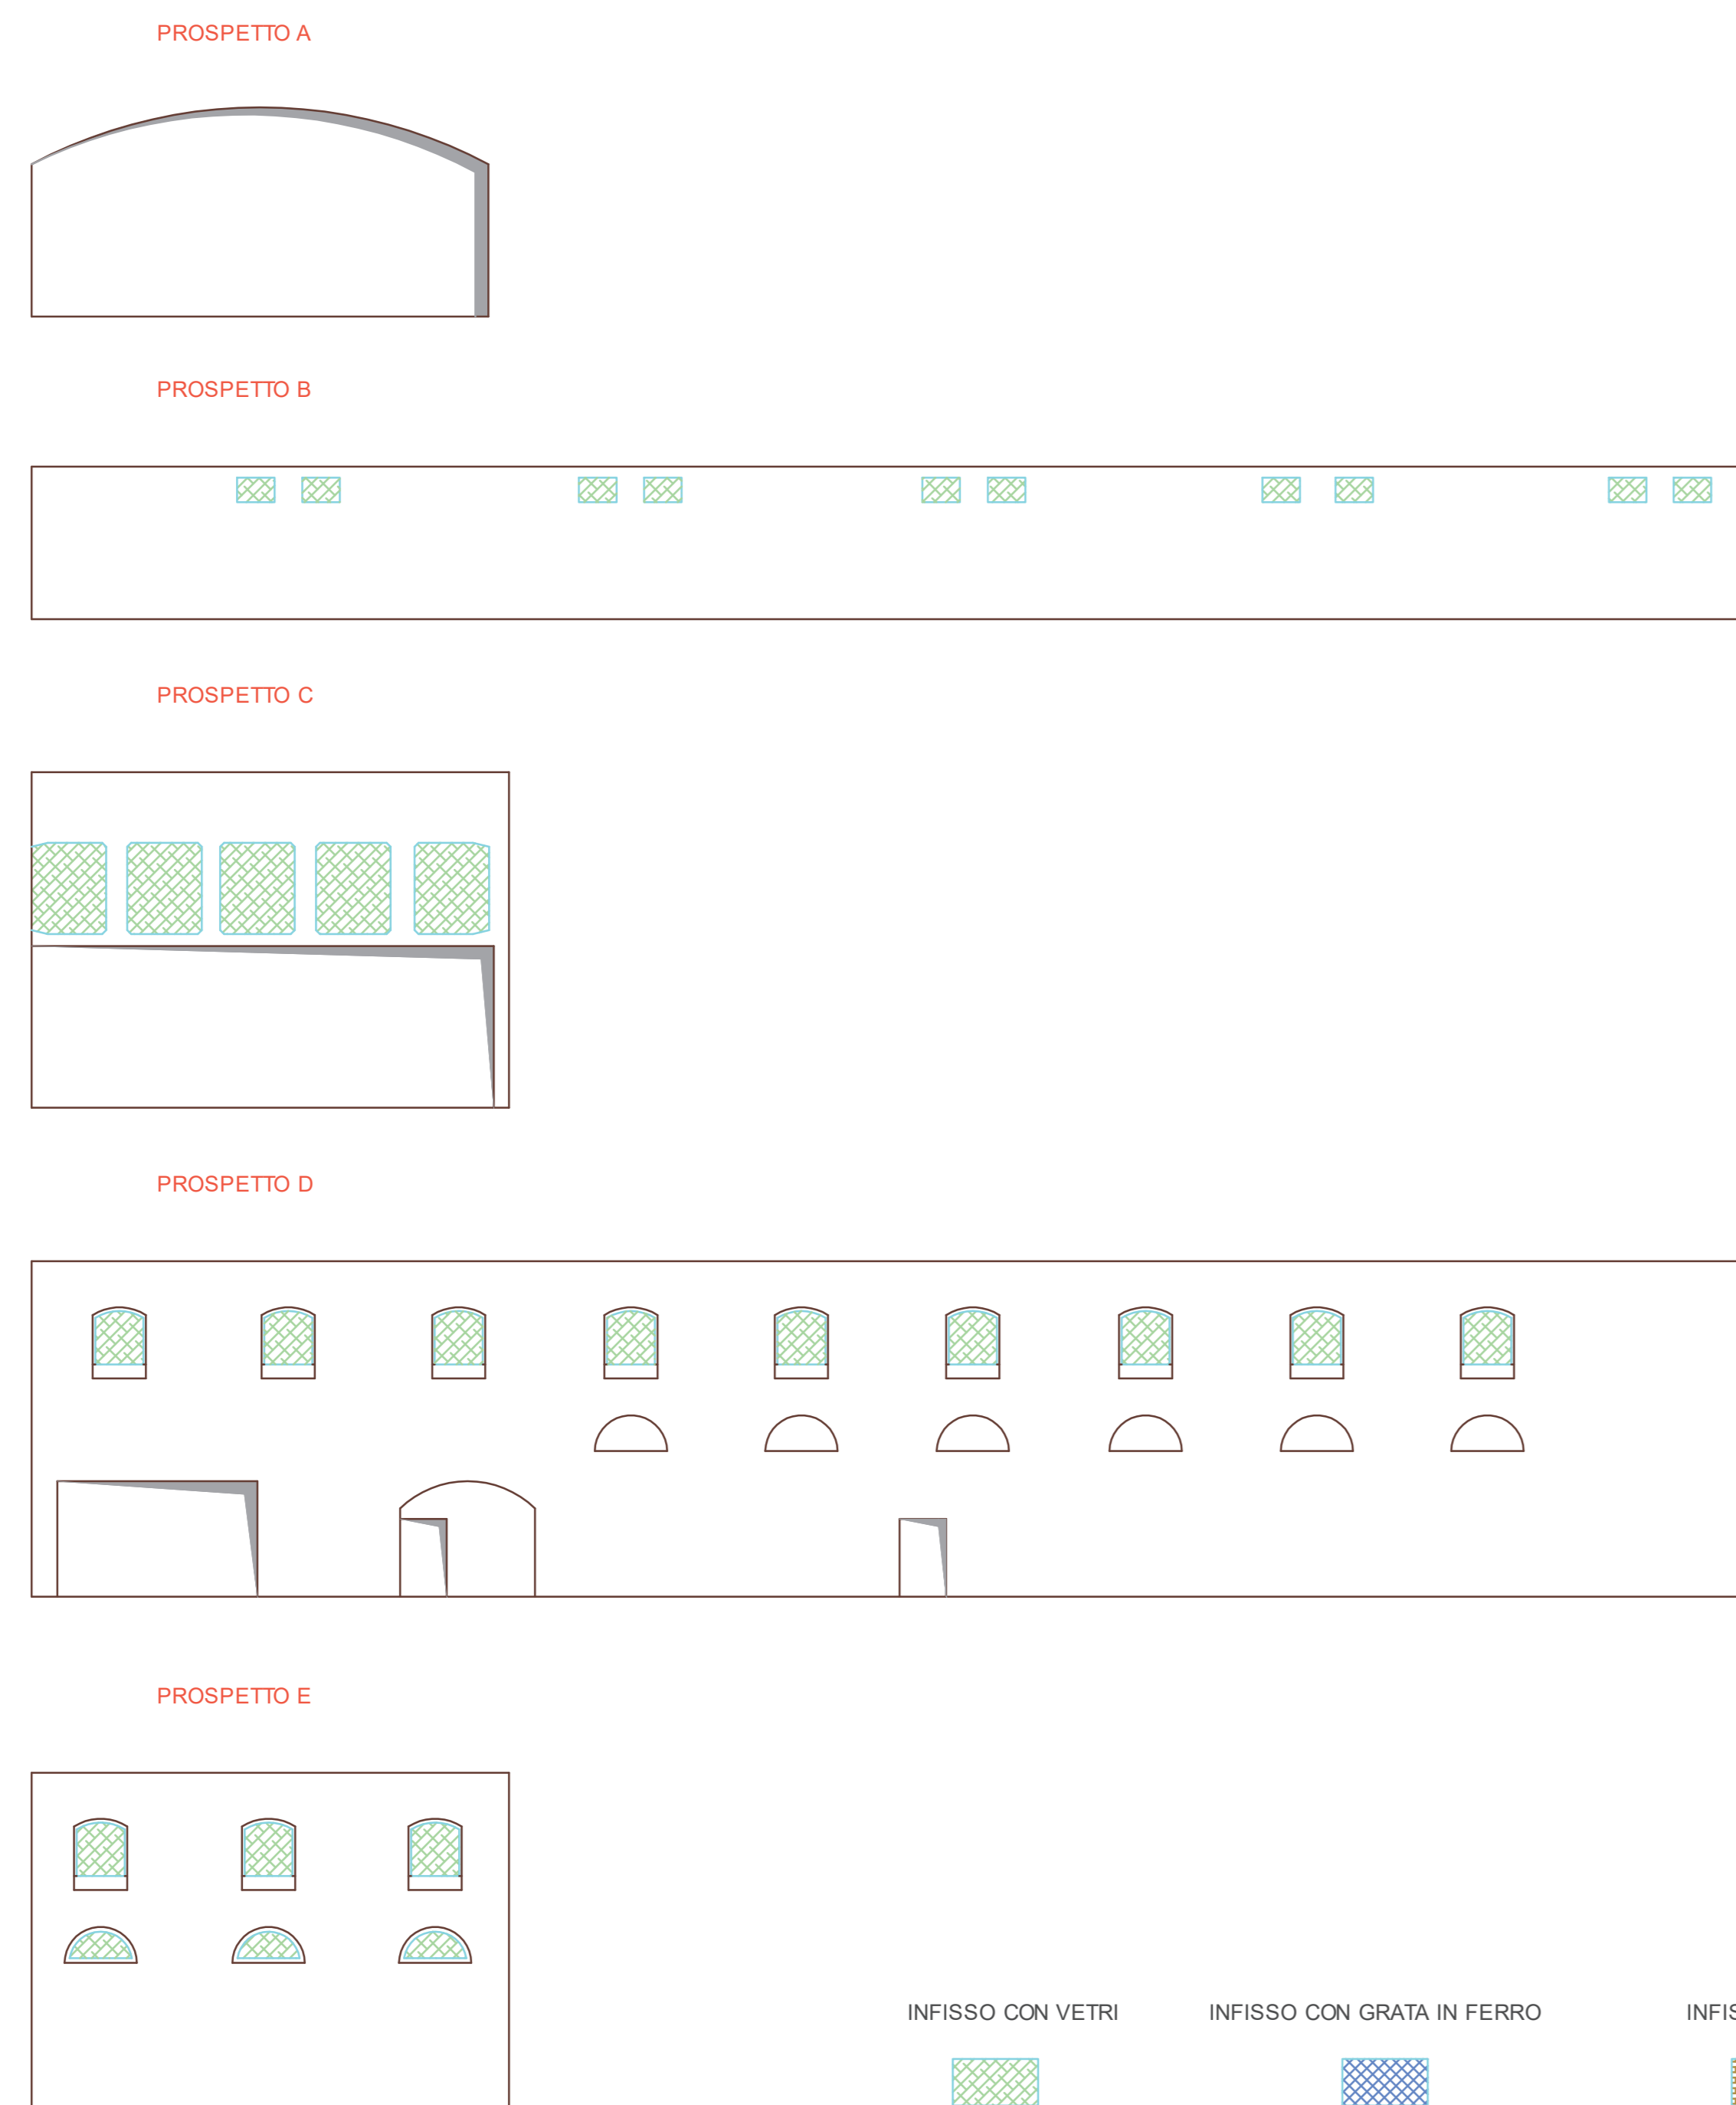 PROSPETTO A
PROSPETTO B
PROSPETTO C
PROSPETTO D
PROSPETTO E
INFISSO CON VETRI
INFISSO CON GRATA IN FERRO